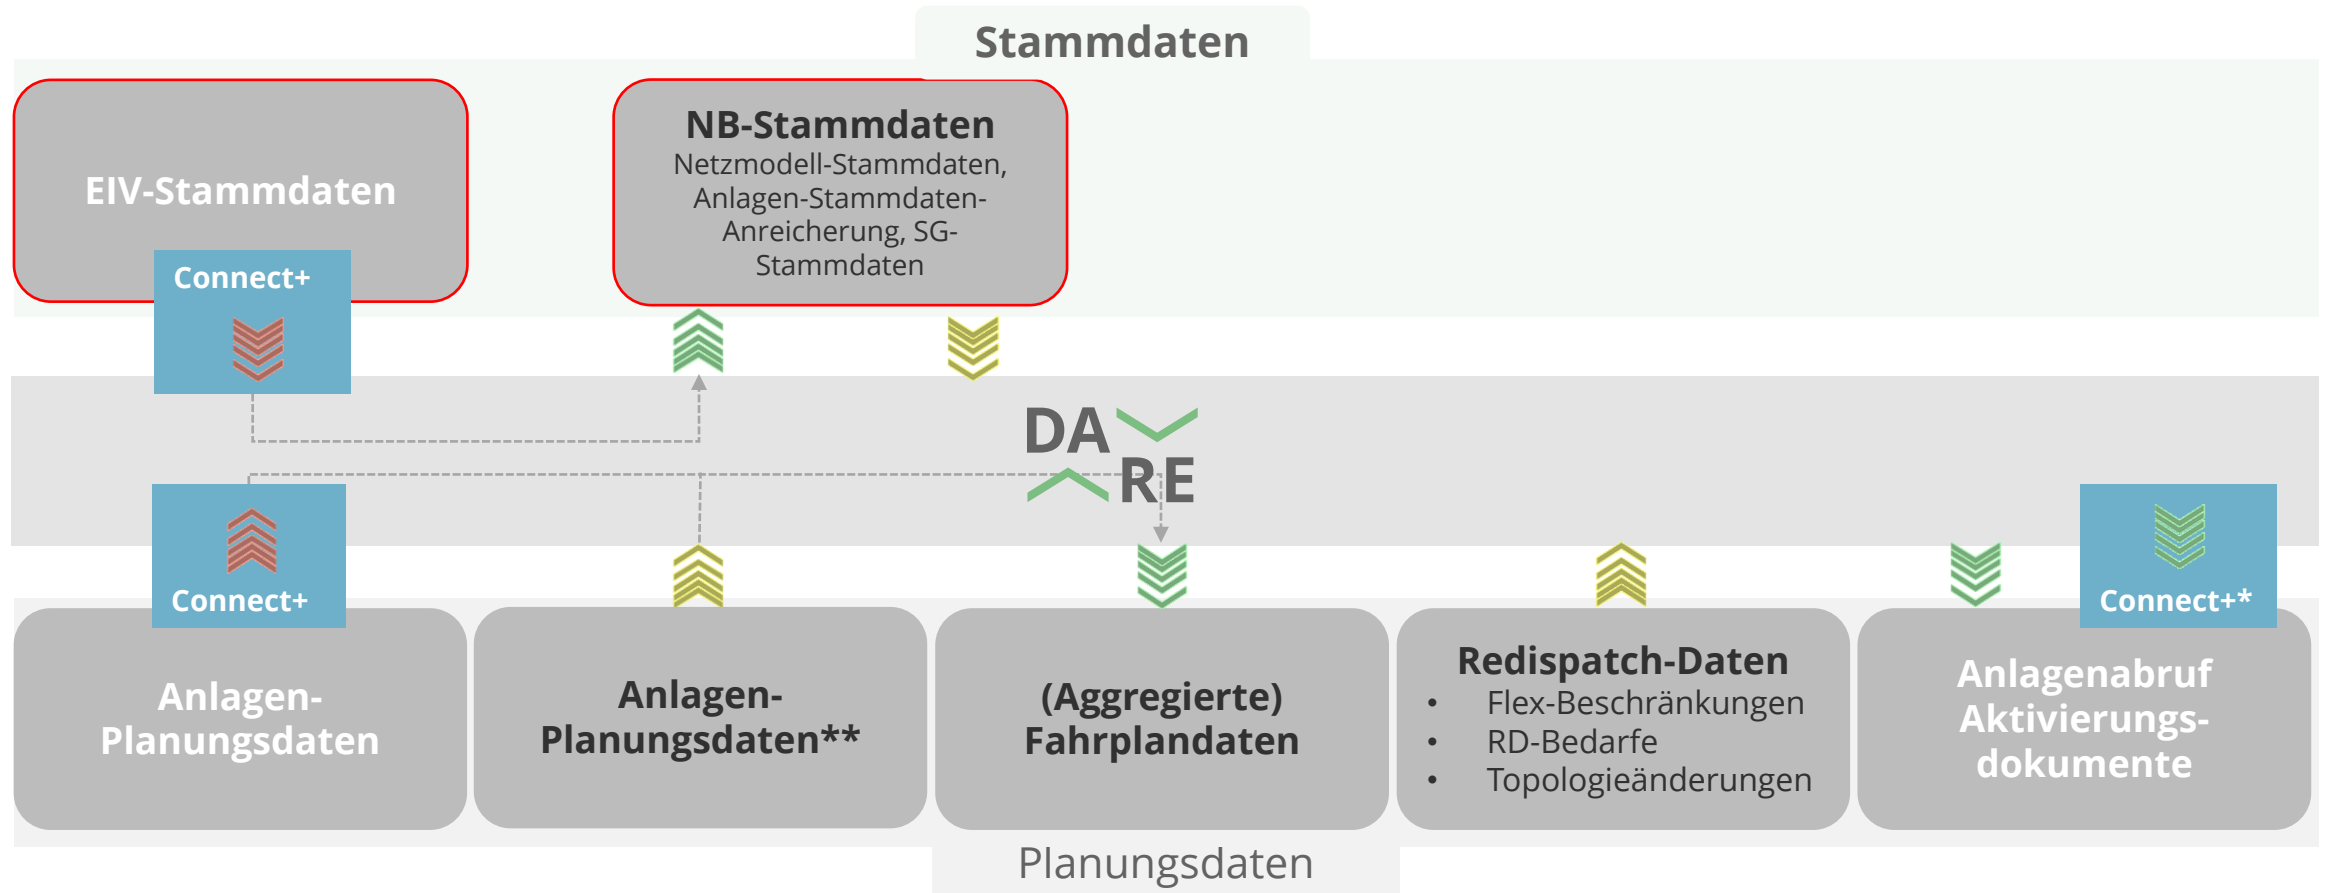 Stammdaten
EIV-Stammdaten
Connect+
NB-Stammdaten
Netzmodell-Stammdaten,
Anlagen-Stammdaten-
Anreicherung, SG-
Stammdaten
DA
RE
Connect+
Anlagen-
Planungsdaten
Anlagen-
Planungsdaten**
(Aggregierte)
Fahrplandaten
Redispatch-Daten
• Flex-Beschränkungen
• RD-Bedarfe
• Topologieänderungen
Connect+*
Anlagenabruf
Aktivierungs-
dokumente
Planungsdaten